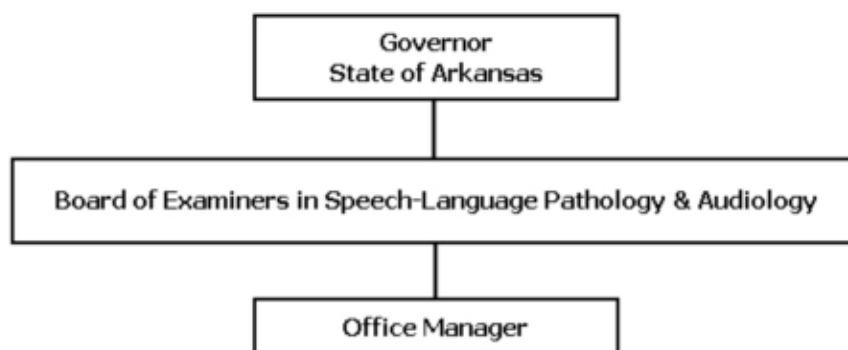 Governor
State of Arkansas
Board of Examiners in Speech-Language Pathology & Audiology
Office Manager